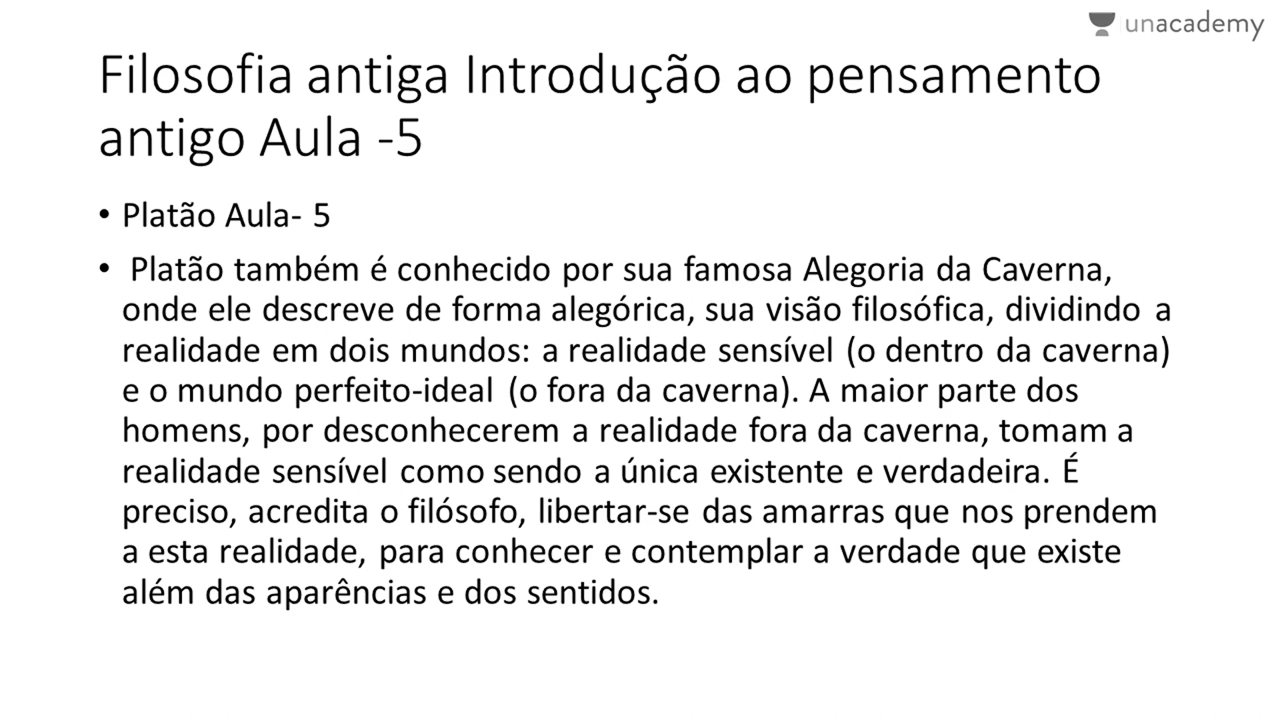 unacademy
Filosofia antiga Introdução ao pensamento
antigo Aula -5
• Platão Aula- 5
• Platão também é conhecido por sua famosa Alegoria da Caverna,
onde ele descreve de forma alegórica, sua visão filosófica, dividindo a
realidade em dois mundos: a realidade sensível (o dentro da caverna)
e o mundo perfeito-ideal (o fora da caverna). A maior parte dos
homens, por desconhecerem a realidade fora da caverna, tomam a
realidade sensível como sendo a única existente e verdadeira. É
preciso, acredita o filósofo, libertar-se das amarras que nos prendem
a esta realidade, para conhecer e contemplar a verdade que existe
além das aparências e dos sentidos.